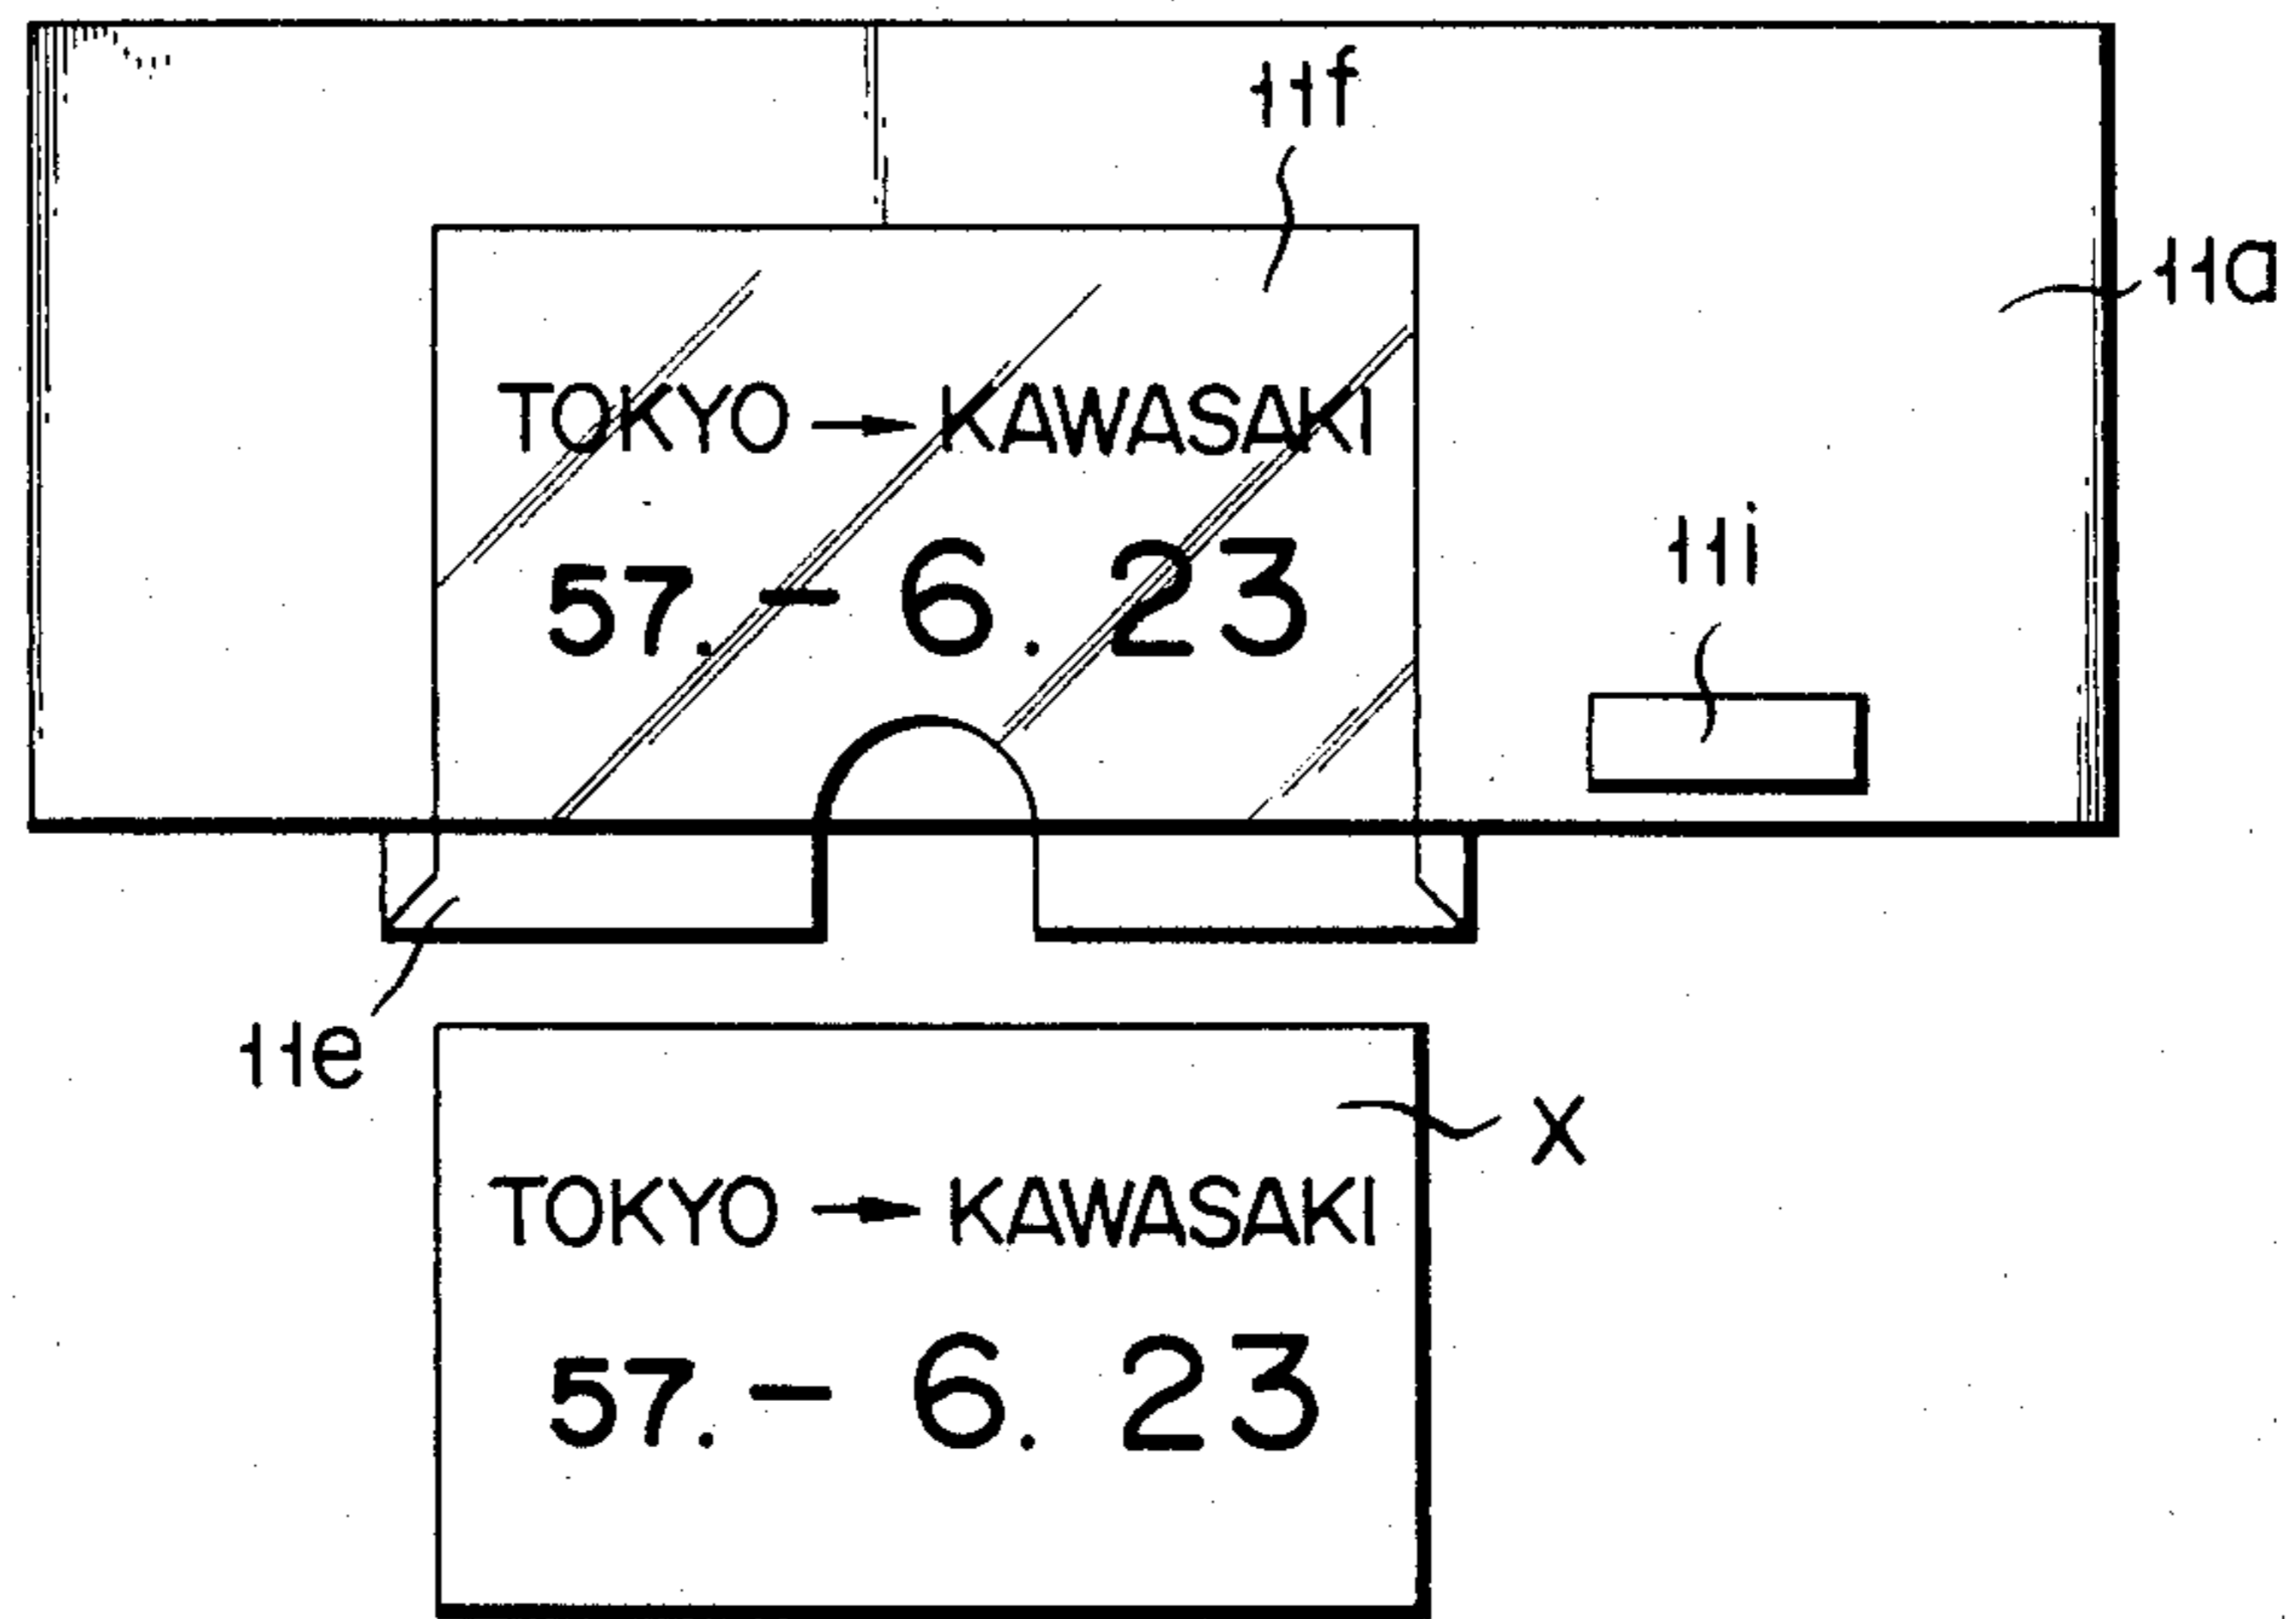 11f
11a
TOKYO → KAWASAKI
57. – 6. 23
11i
11e
X
TOKYO → KAWASAKI
57. – 6. 23